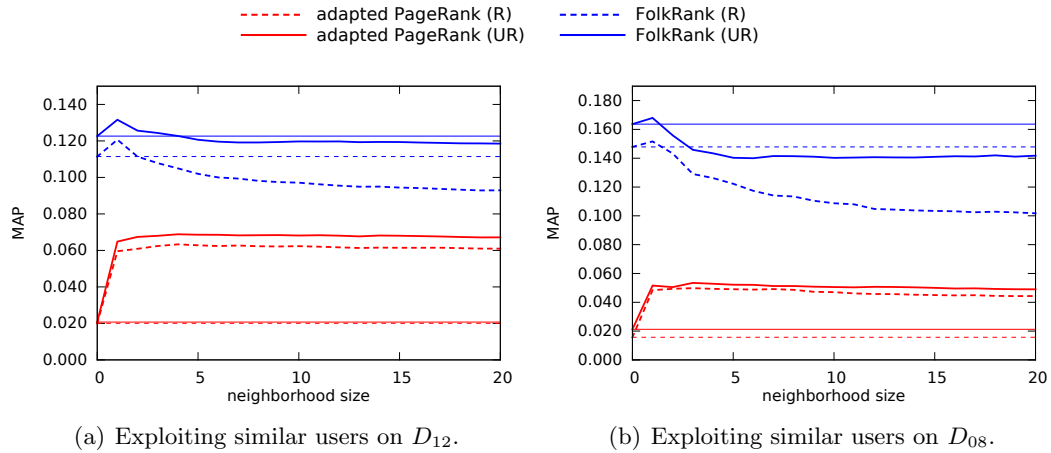 adapted PageRank (R)
adapted PageRank (UR)
FolkRank (R)
FolkRank (UR)
MAP
0.140
0.120
0.100
0.080
0.060
0.040
0.020
0.000
0 5 10 15 20
neighborhood size
(a) Exploiting similar users on D₁₂.
MAP
0.180
0.160
0.140
0.120
0.100
0.080
0.060
0.040
0.020
0.000
0 5 10 15 20
neighborhood size
(b) Exploiting similar users on D₀₈.